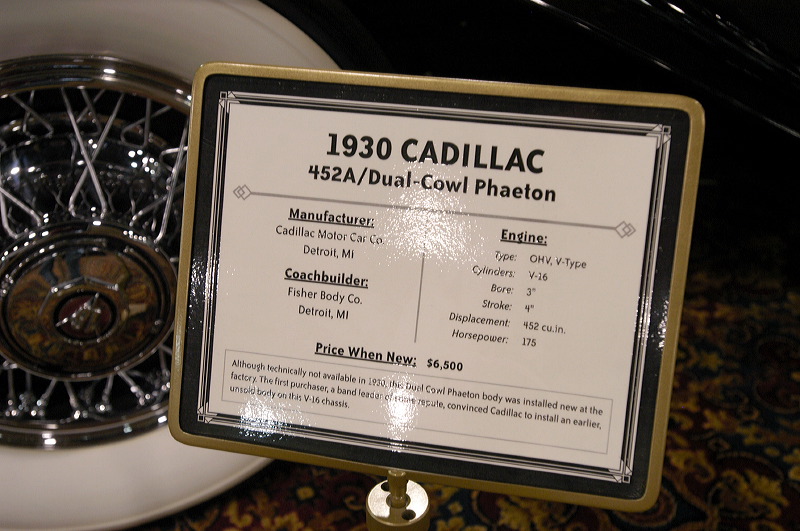 1930 CADILLAC
452A/Dual-Cowl Phaeton
Manufacturer:
Cadillac Motor Car Co.
Detroit, MI
Coachbuilder:
Fisher Body Co.
Detroit, MI
Engine:
Type: OHV, V-Type
Cylinders: V-16
Bore: 3"
Stroke: 4"
Displacement: 452 cu.in.
Horsepower: 175
Price When New: $6,500
Although technically not available in 1930, this Dual Cowl Phaeton body was installed new at the
factory. The first purchaser, a band leader of some repute, convinced Cadillac to install an earlier,
unsold body on this V-16 chassis.